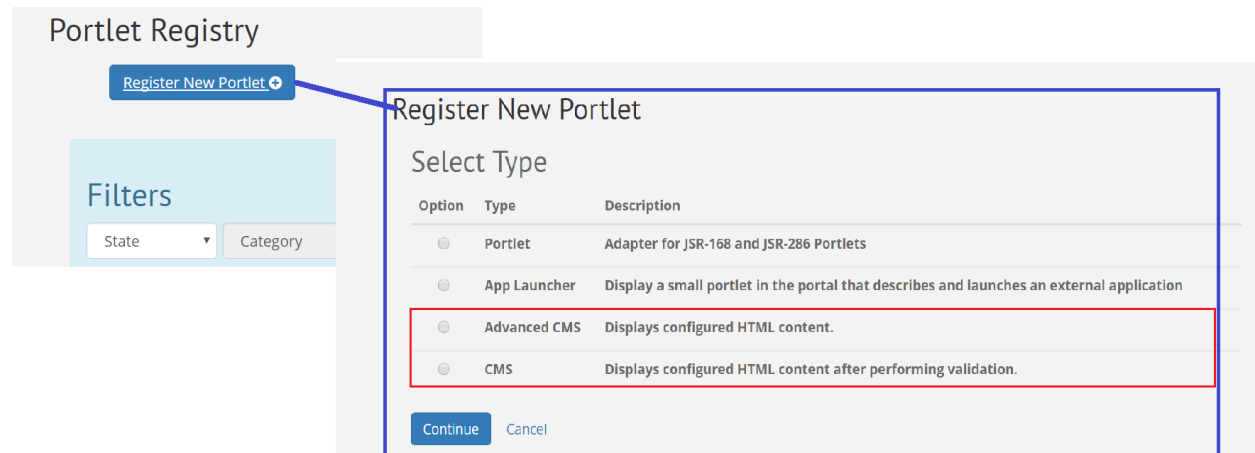 Portlet Registry
Register New Portlet
Filters
State
Category
Register New Portlet
Select Type
Option Type Description
Portlet Adapter for JSR-168 and JSR-286 Portlets
App Launcher Display a small portlet in the portal that describes and launches an external application
Advanced CMS Displays configured HTML content.
CMS Displays configured HTML content after performing validation.
Continue Cancel